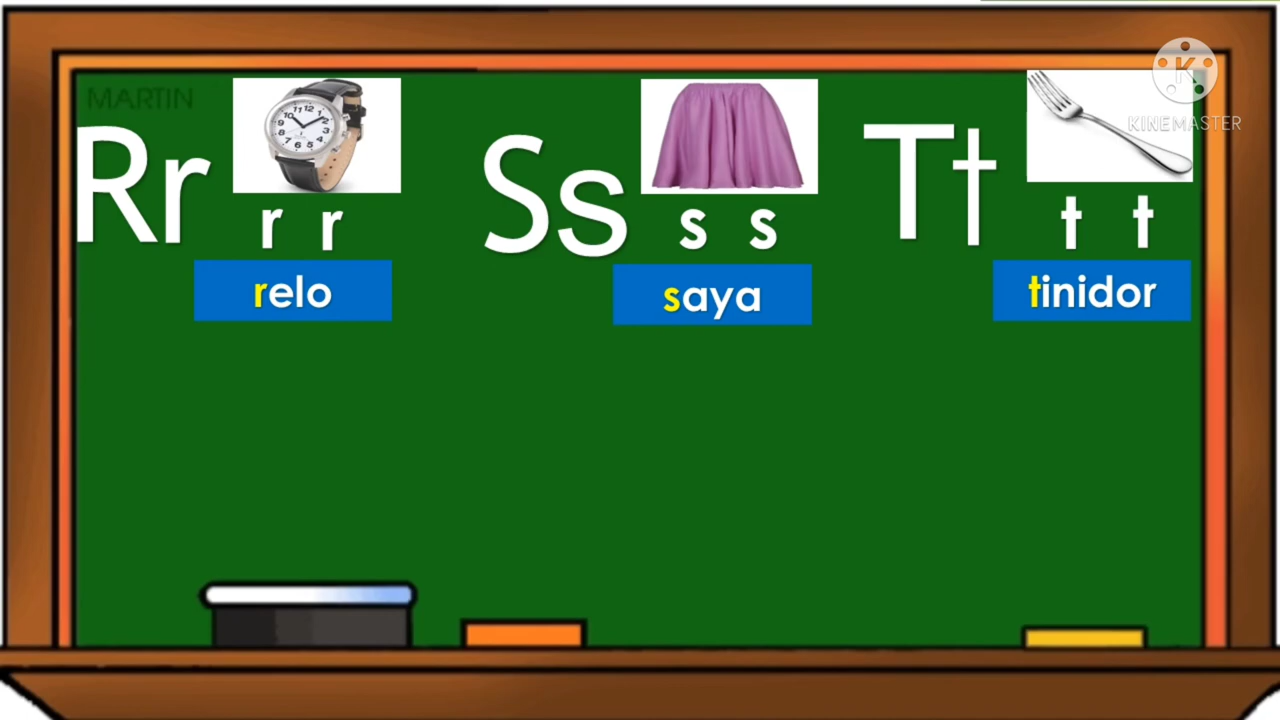 MARTIN
KINEMASTER
Rr
r r
relo
Ss
s s
saya
Tt
t t
tinidor